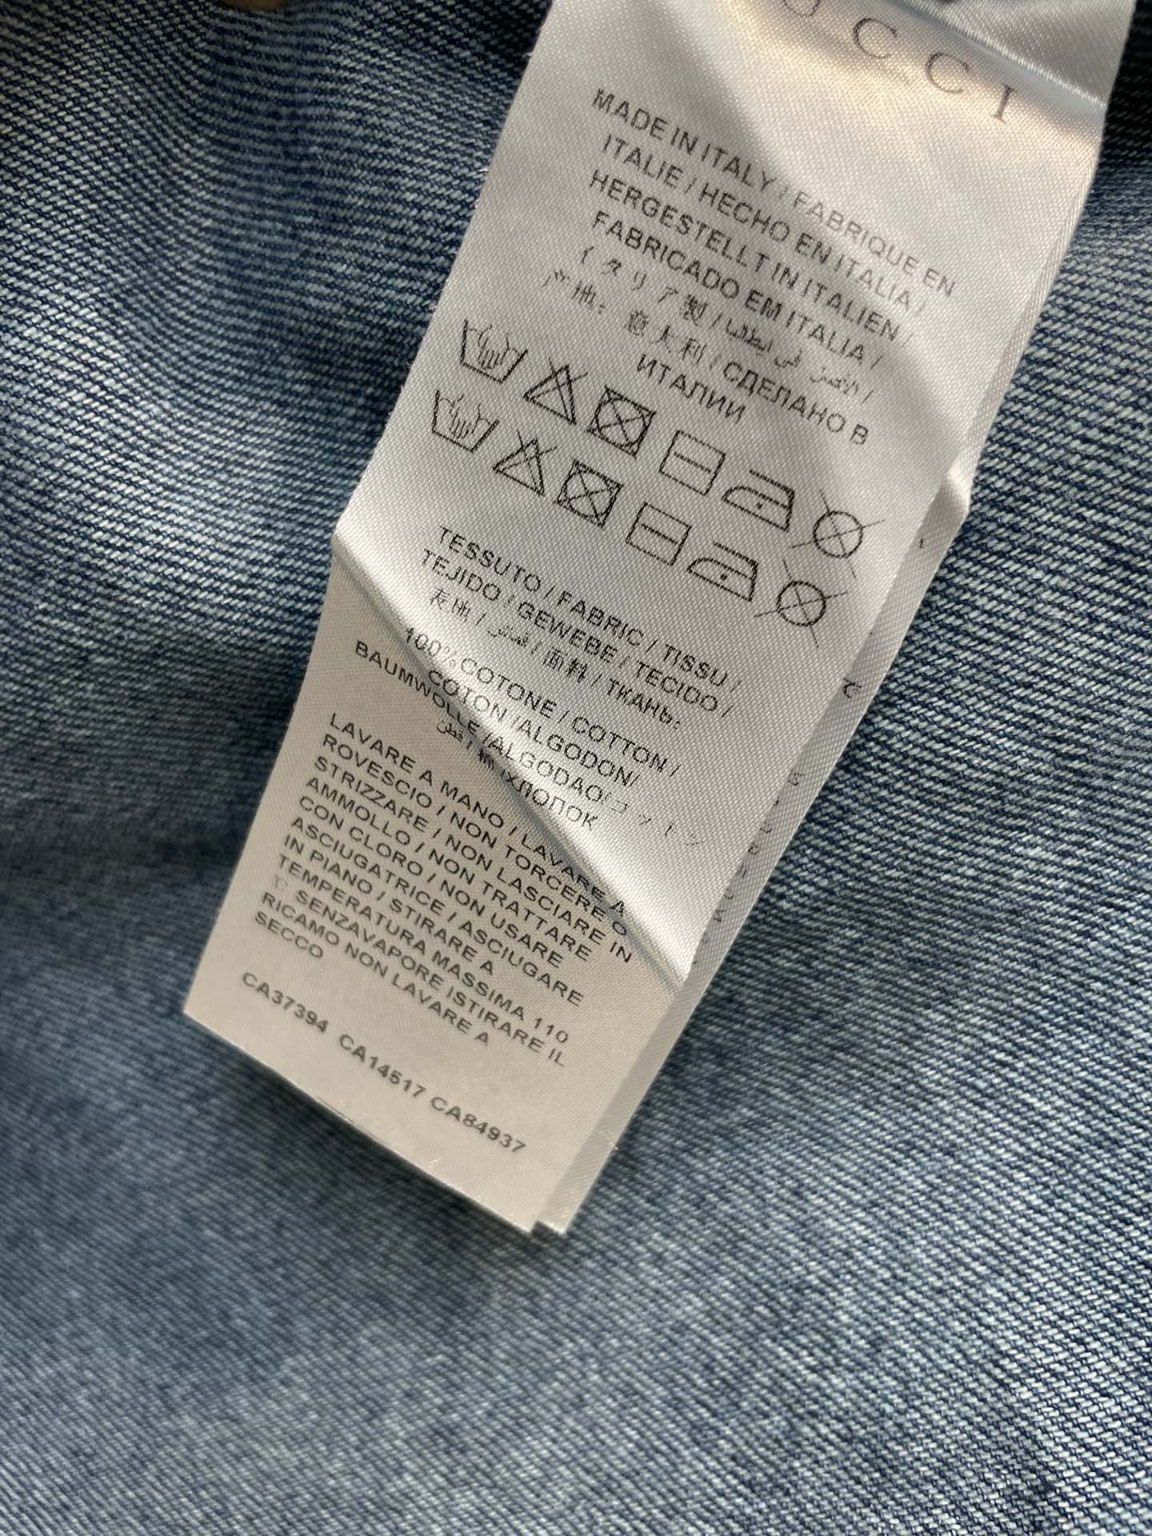 UCCI
MADE IN ITALY / FABRIQUE EN
ITALIE / HECHO EN ITALIA /
HERGESTELLT IN ITALIEN /
FABRICADO EM ITALIA /
イタリア製 / في إيطاليا /
产地: 意大利 / СДЕЛАНО В
ИТАЛИИ
TESSUTO / FABRIC / TISSU /
TEJIDO / GEWEBE / TECIDO /
表地 / قماش / 面料 / ТКАНЬ:
100% COTONE / COTTON /
COTON /ALGODON/
BAUMWOLLE /ALGODAO/コットン
قطن / 棉 /ХЛОПОК
LAVARE A MANO / LAVARE A
ROVESCIO / NON TORCERE O
STRIZZARE / NON LASCIARE IN
AMMOLLO / NON TRATTARE
CON CLORO / NON USARE
ASCIUGATRICE / ASCIUGARE
IN PIANO / STIRARE A
TEMPERATURA MASSIMA 110
°C SENZAVAPORE ISTIRARE IL
RICAMO NON LAVARE A
SECCO
CA37394 CA14517 CA84937